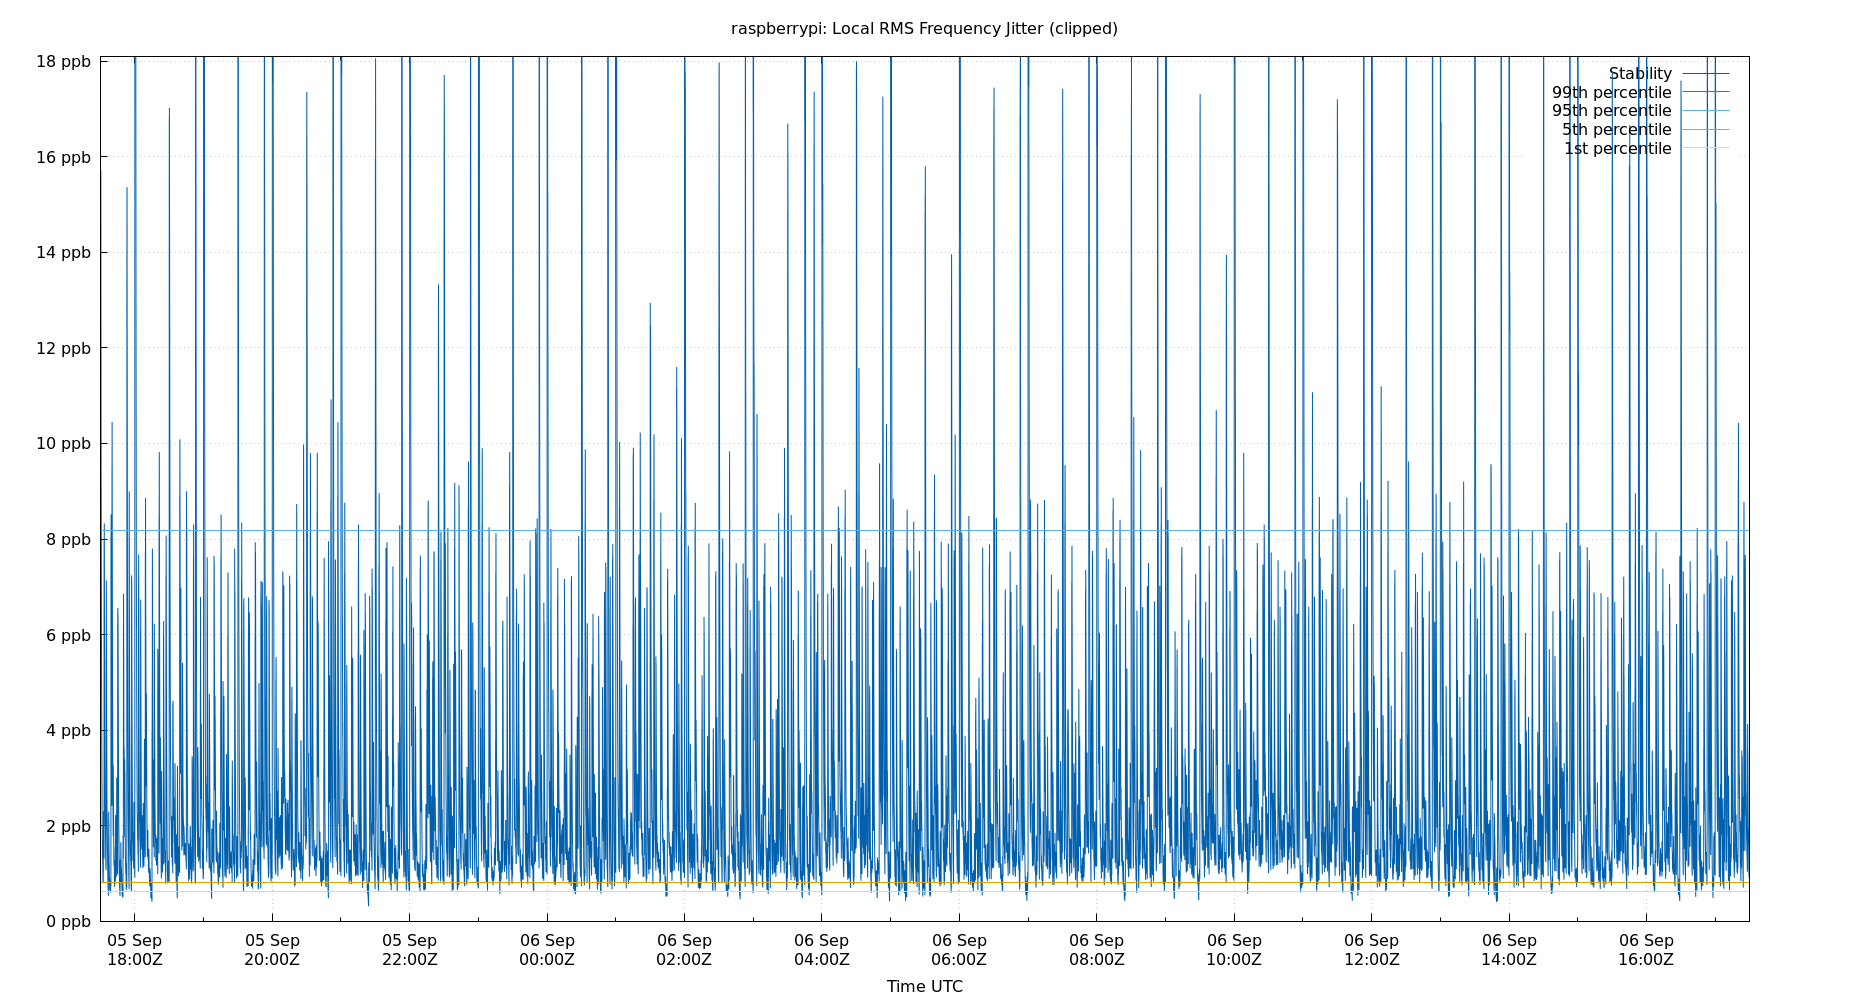 raspberrypi: Local RMS Frequency Jitter (clipped)
18 ppb
16 ppb
14 ppb
12 ppb
10 ppb
8 ppb
6 ppb
4 ppb
2 ppb
0 ppb
Stability
99th percentile
95th percentile
5th percentile
1st percentile
05 Sep
18:00Z
05 Sep
20:00Z
05 Sep
22:00Z
06 Sep
00:00Z
06 Sep
02:00Z
06 Sep
04:00Z
06 Sep
06:00Z
06 Sep
08:00Z
06 Sep
10:00Z
06 Sep
12:00Z
06 Sep
14:00Z
06 Sep
16:00Z
Time UTC